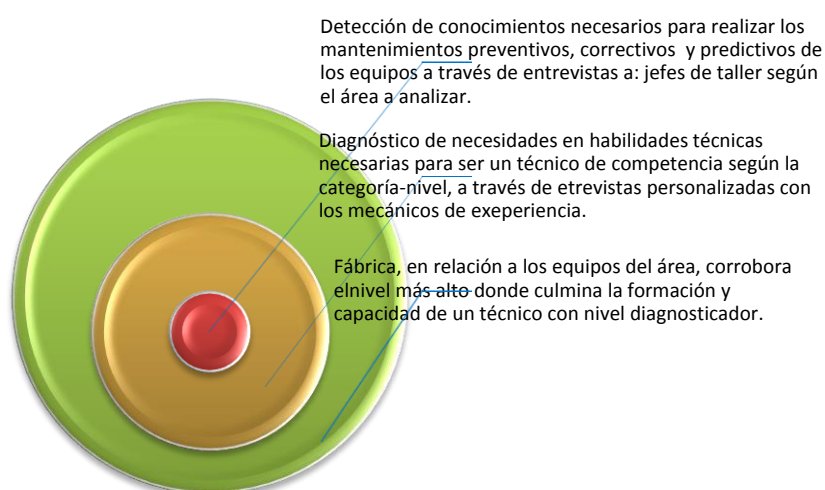 Detección de conocimientos necesarios para realizar los
mantenimientos preventivos, correctivos y predictivos de
los equipos a través de entrevistas a: jefes de taller según
el área a analizar.
Diagnóstico de necesidades en habilidades técnicas
necesarias para ser un técnico de competencia según la
categoría-nivel, a través de etrevistas personalizadas con
los mecánicos de exeperiencia.
Fábrica, en relación a los equipos del área, corrobora
elnivel más alto donde culmina la formación y
capacidad de un técnico con nivel diagnosticador.